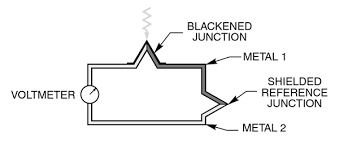 BLACKENED
JUNCTION
METAL 1
SHIELDED
REFERENCE
JUNCTION
VOLTMETER
METAL 2